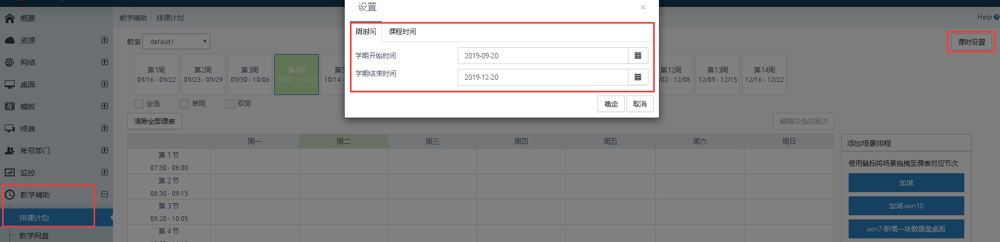 设置
×
概要
教学辅助 / 排课计划
Help
周时间 课程时间
资源
教室 default1
课时设置
学期开始时间 2019-09-20
网络
第1周 第2周 第3周 第4周 第5 第12周 第13周 第14周
09/16 - 09/22 09/23 - 09/29 09/30 - 10/06 10/07 - 10/13 10/14 - /02 - 12/08 12/09 - 12/15 12/16 - 12/22
学期结束时间 2019-12-20
桌面
全选 单周 双周
确定 取消
模板
清除全部课表
编辑勾选的周次
终端
周一 周二 周三 周四 周五 周六 周日
添加场景排程
帐号部门
第 1 节
07:30 - 08:00
使用鼠标将场景拖拽至课表对应节次
监控
第 2 节
08:30 - 09:15
加域
教学辅助
第 3 节
09:20 - 10:05
加域-win10
排课计划
第 4 节
win7-新增一块数据盘桌面
教学网盘